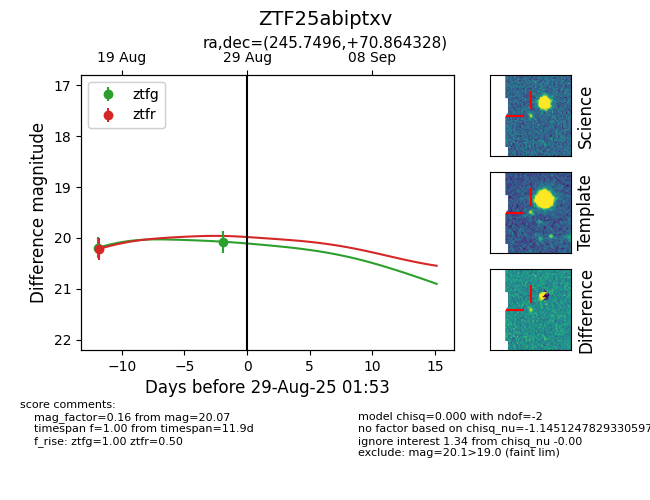 ZTF25abiptxv
ra,dec=(245.7496,+70.864328)
19 Aug
29 Aug
08 Sep
ztfg
ztfr
17
18
19
20
21
22
Difference magnitude
−10
−5
0
5
10
15
Days before 29-Aug-25 01:53
Science
Template
Difference
score comments:
mag_factor=0.16 from mag=20.07
timespan f=1.00 from timespan=11.9d
f_rise: ztfg=1.00 ztfr=0.50
model chisq=0.000 with ndof=-2
no factor based on chisq_nu=-1.1451247829330597
ignore interest 1.34 from chisq_nu -0.00
exclude: mag=20.1>19.0 (faint lim)